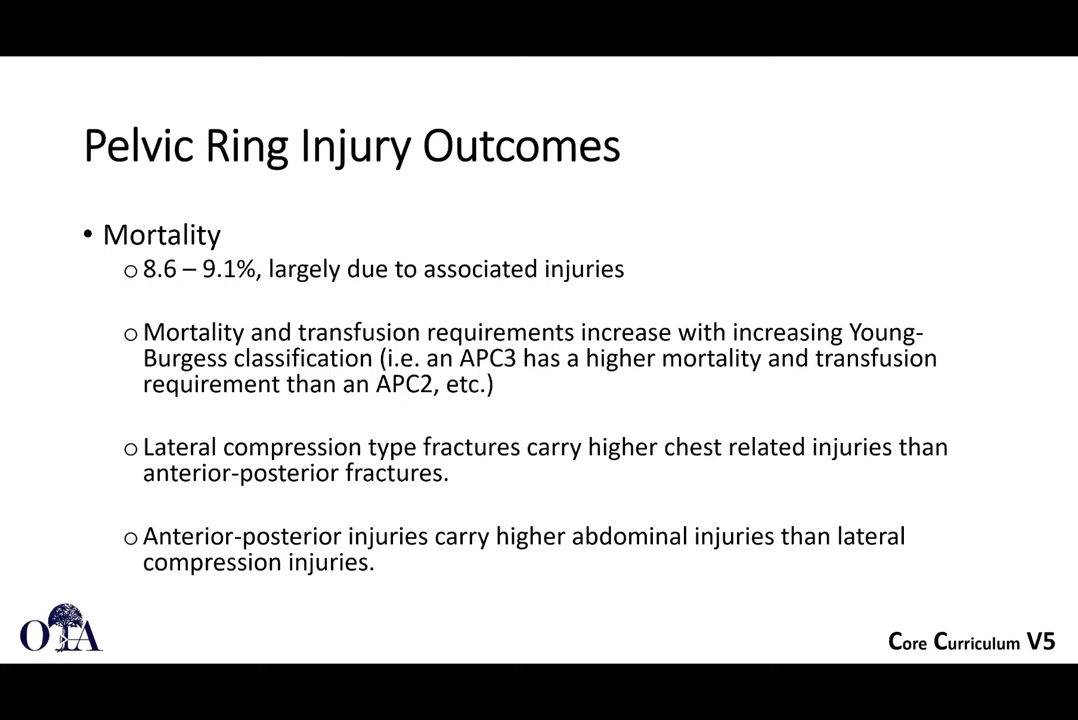 Pelvic Ring Injury Outcomes
• Mortality
o 8.6 – 9.1%, largely due to associated injuries
o Mortality and transfusion requirements increase with increasing Young-
Burgess classification (i.e. an APC3 has a higher mortality and transfusion
requirement than an APC2, etc.)
o Lateral compression type fractures carry higher chest related injuries than
anterior-posterior fractures.
o Anterior-posterior injuries carry higher abdominal injuries than lateral
compression injuries.
OTA
Core Curriculum V5